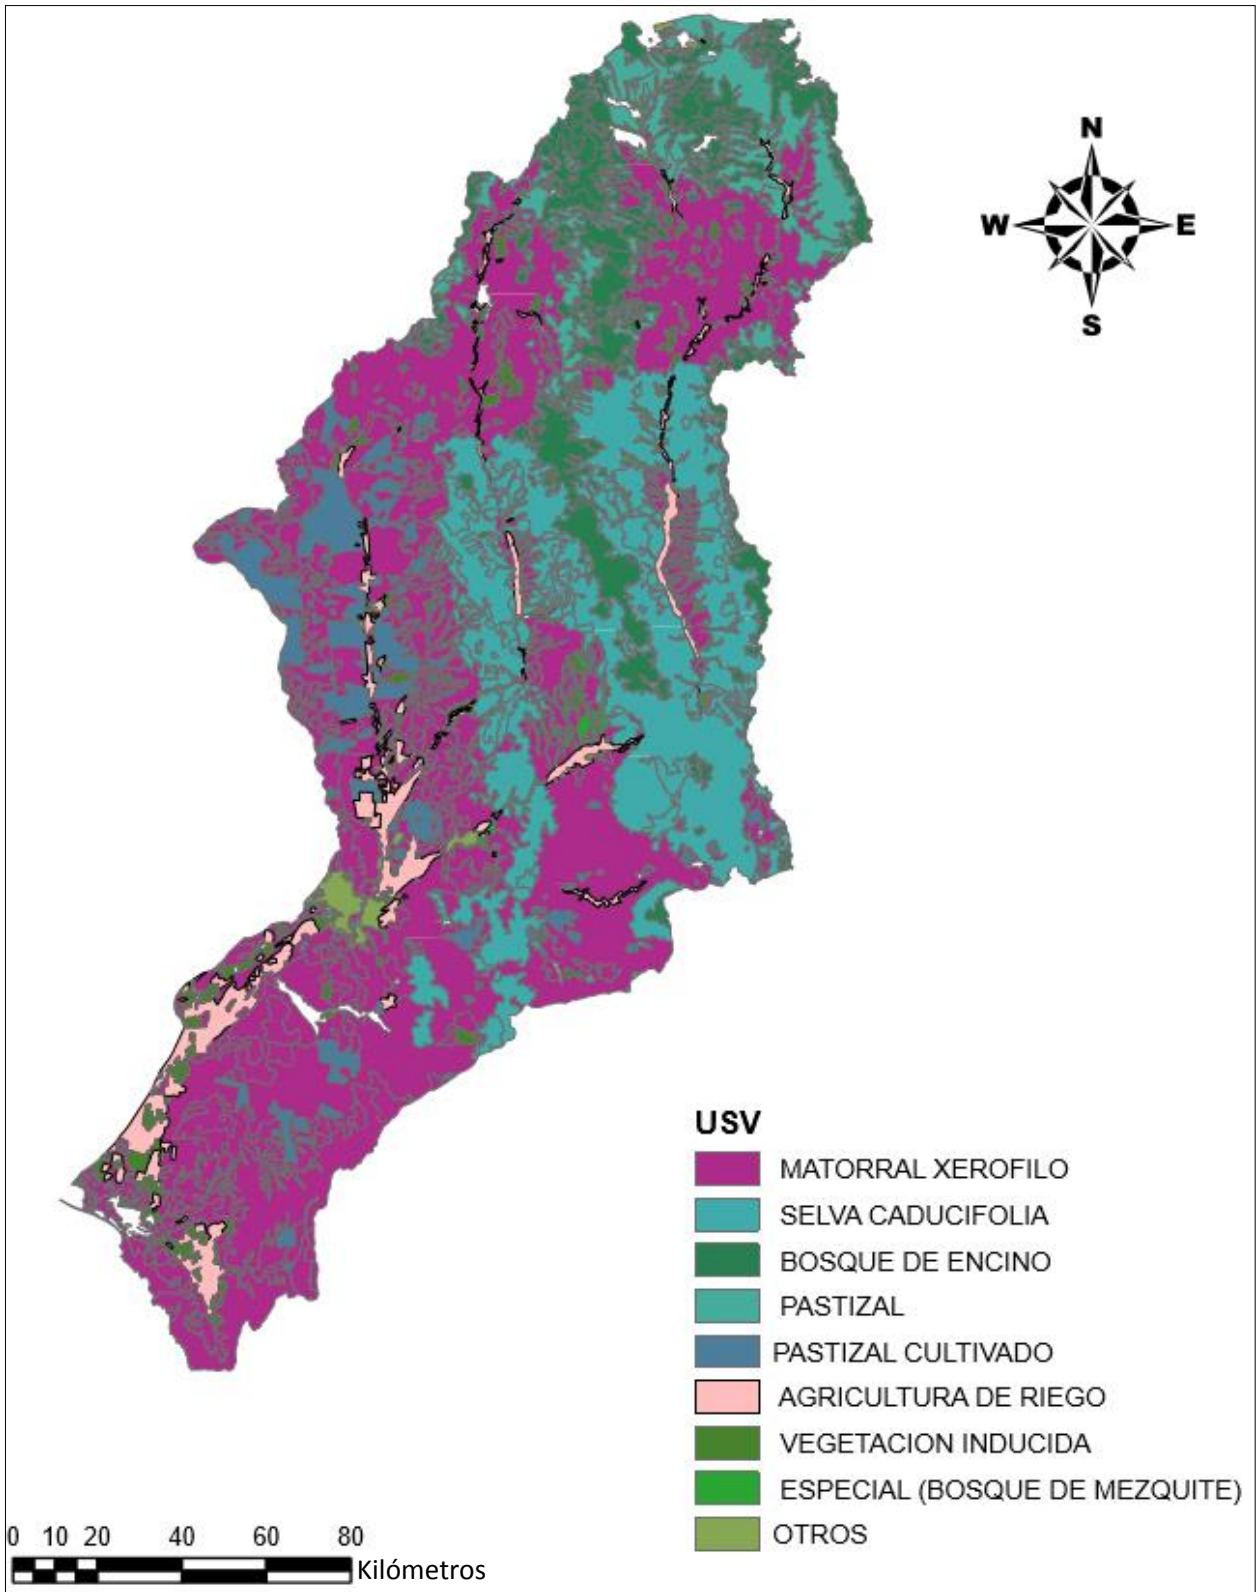 N
W E
S
USV
MATORRAL XEROFILO
SELVA CADUCIFOLIA
BOSQUE DE ENCINO
PASTIZAL
PASTIZAL CULTIVADO
AGRICULTURA DE RIEGO
VEGETACION INDUCIDA
ESPECIAL (BOSQUE DE MEZQUITE)
OTROS
0 10 20 40 60 80
Kilómetros